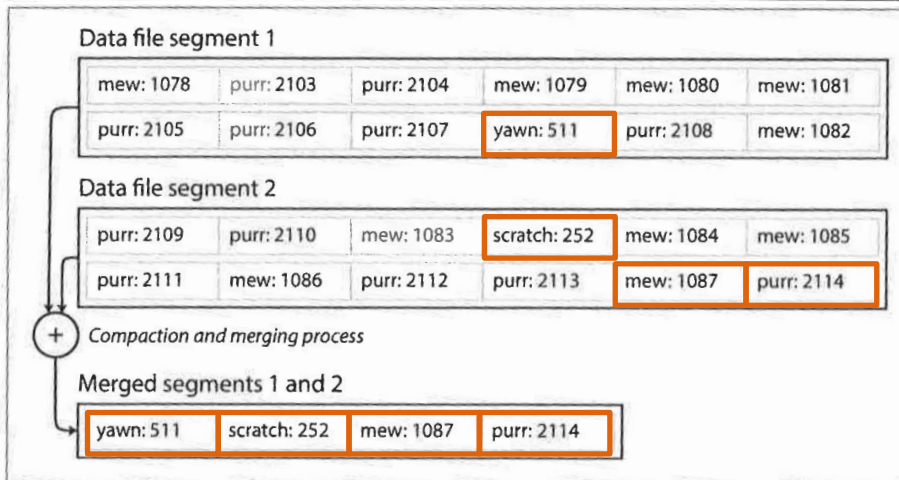 Data file segment 1
mew: 1078 purr: 2103 purr: 2104 mew: 1079 mew: 1080 mew: 1081
purr: 2105 purr: 2106 purr: 2107 yawn: 511 purr: 2108 mew: 1082
Data file segment 2
purr: 2109 purr: 2110 mew: 1083 scratch: 252 mew: 1084 mew: 1085
purr: 2111 mew: 1086 purr: 2112 purr: 2113 mew: 1087 purr: 2114
+ Compaction and merging process
Merged segments 1 and 2
yawn: 511 scratch: 252 mew: 1087 purr: 2114